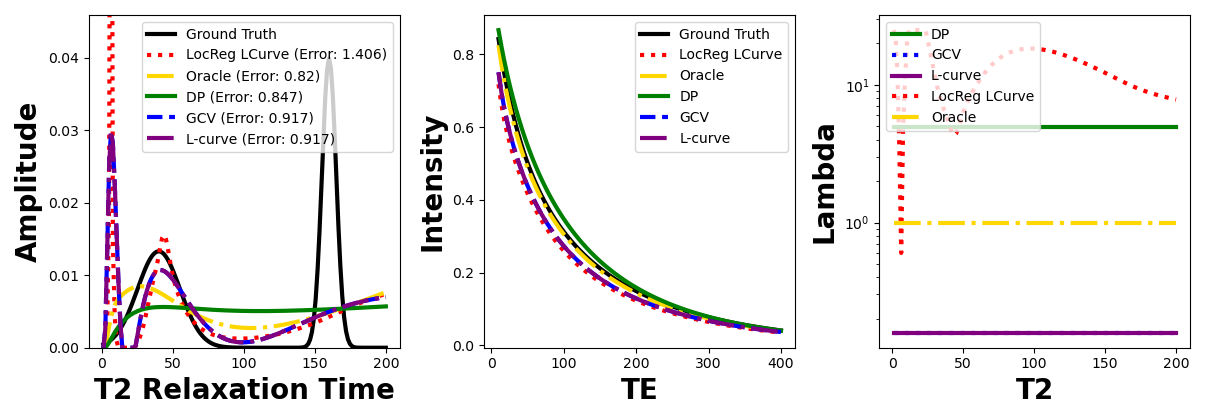 Amplitude
0.04
0.03
0.02
0.01
0.00
0
50
100
150
200
T2 Relaxation Time
Ground Truth
LocReg LCurve (Error: 1.406)
Oracle (Error: 0.82)
DP (Error: 0.847)
GCV (Error: 0.917)
L-curve (Error: 0.917)
Intensity
0.8
0.6
0.4
0.2
0.0
0
100
200
300
400
TE
Ground Truth
LocReg LCurve
Oracle
DP
GCV
L-curve
Lambda
10¹
10⁰
0
50
100
150
200
T2
DP
GCV
L-curve
LocReg LCurve
Oracle